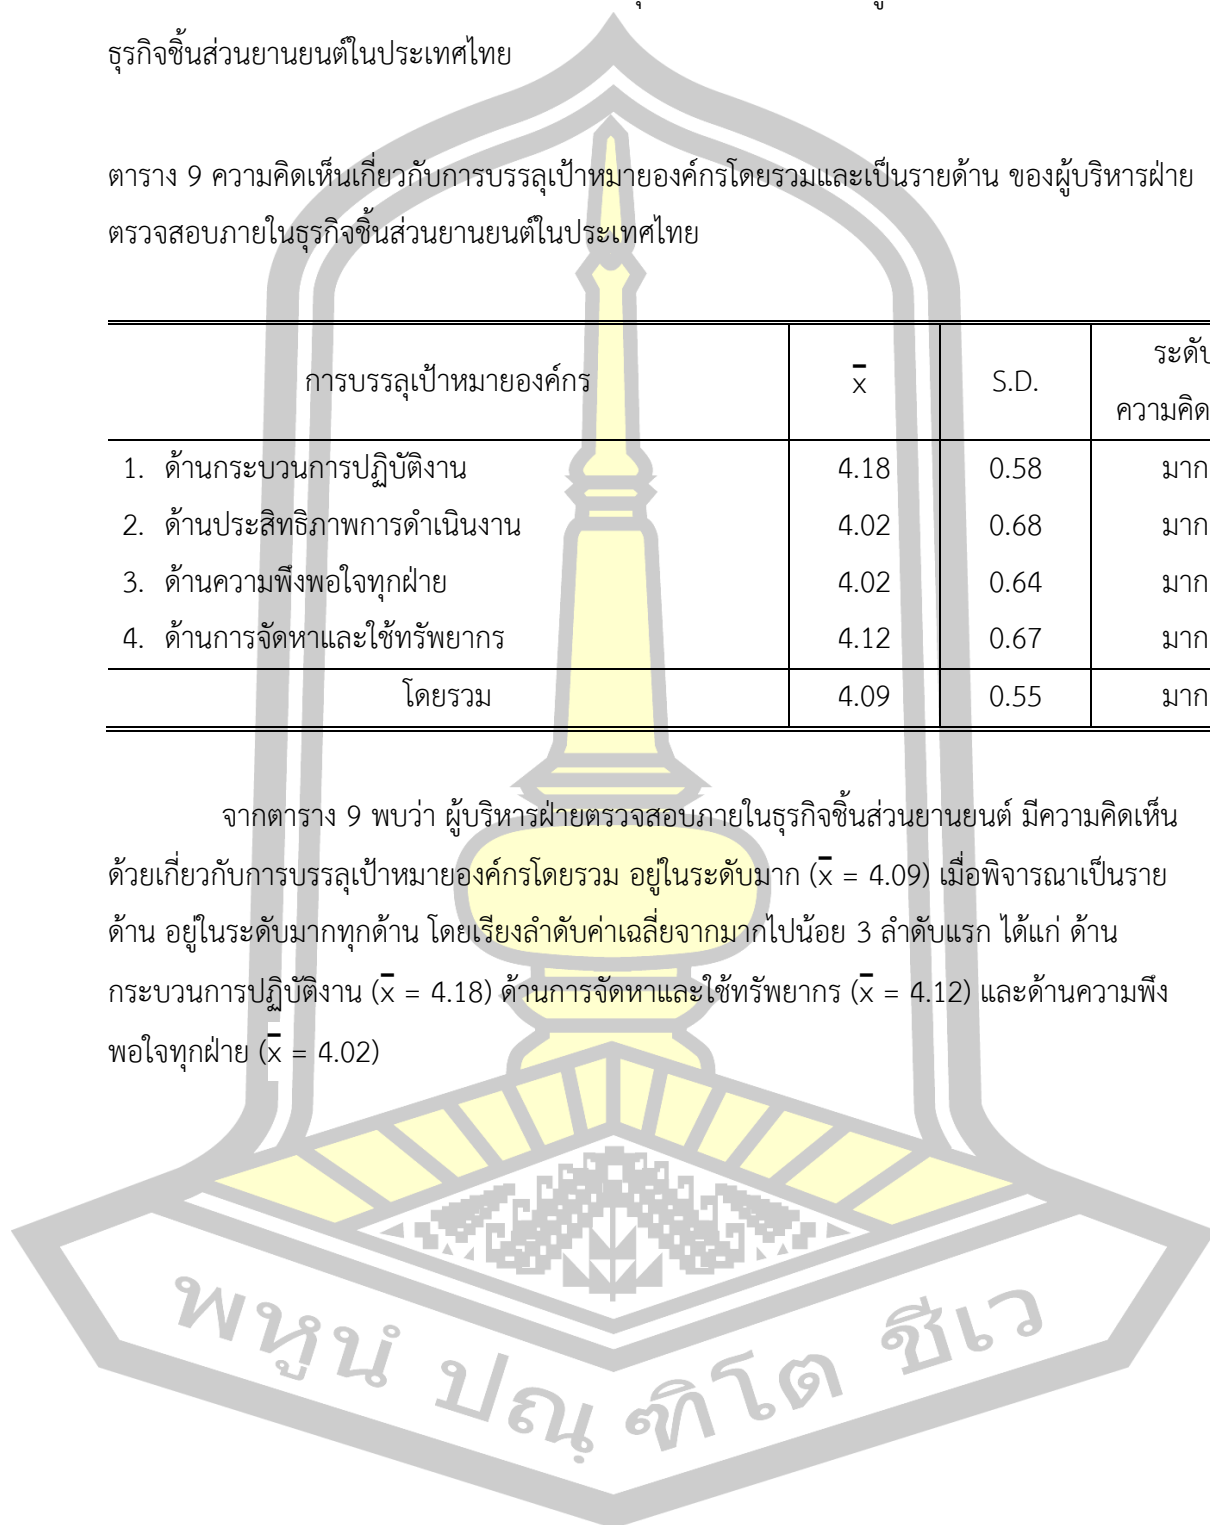 ธุรกิจชิ้นส่วนยานยนต์ในประเทศไทย
ตาราง 9 ความคิดเห็นเกี่ยวกับการบรรลุเป้าหมายองค์กรโดยรวมและเป็นรายด้าน ของผู้บริหารฝ่าย
ตรวจสอบภายในธุรกิจชิ้นส่วนยานยนต์ในประเทศไทย
การบรรลุเป้าหมายองค์กร x̄ S.D. ระดับ
ความคิด
1. ด้านกระบวนการปฏิบัติงาน 4.18 0.58 มาก
2. ด้านประสิทธิภาพการดำเนินงาน 4.02 0.68 มาก
3. ด้านความพึงพอใจทุกฝ่าย 4.02 0.64 มาก
4. ด้านการจัดหาและใช้ทรัพยากร 4.12 0.67 มาก
โดยรวม 4.09 0.55 มาก
จากตาราง 9 พบว่า ผู้บริหารฝ่ายตรวจสอบภายในธุรกิจชิ้นส่วนยานยนต์ มีความคิดเห็น
ด้วยเกี่ยวกับการบรรลุเป้าหมายองค์กรโดยรวม อยู่ในระดับมาก (x̄ = 4.09) เมื่อพิจารณาเป็นราย
ด้าน อยู่ในระดับมากทุกด้าน โดยเรียงลำดับค่าเฉลี่ยจากมากไปน้อย 3 ลำดับแรก ได้แก่ ด้าน
กระบวนการปฏิบัติงาน (x̄ = 4.18) ด้านการจัดหาและใช้ทรัพยากร (x̄ = 4.12) และด้านความพึง
พอใจทุกฝ่าย (x̄ = 4.02)
พหูนํ ปณฺฑิโต ชีเว